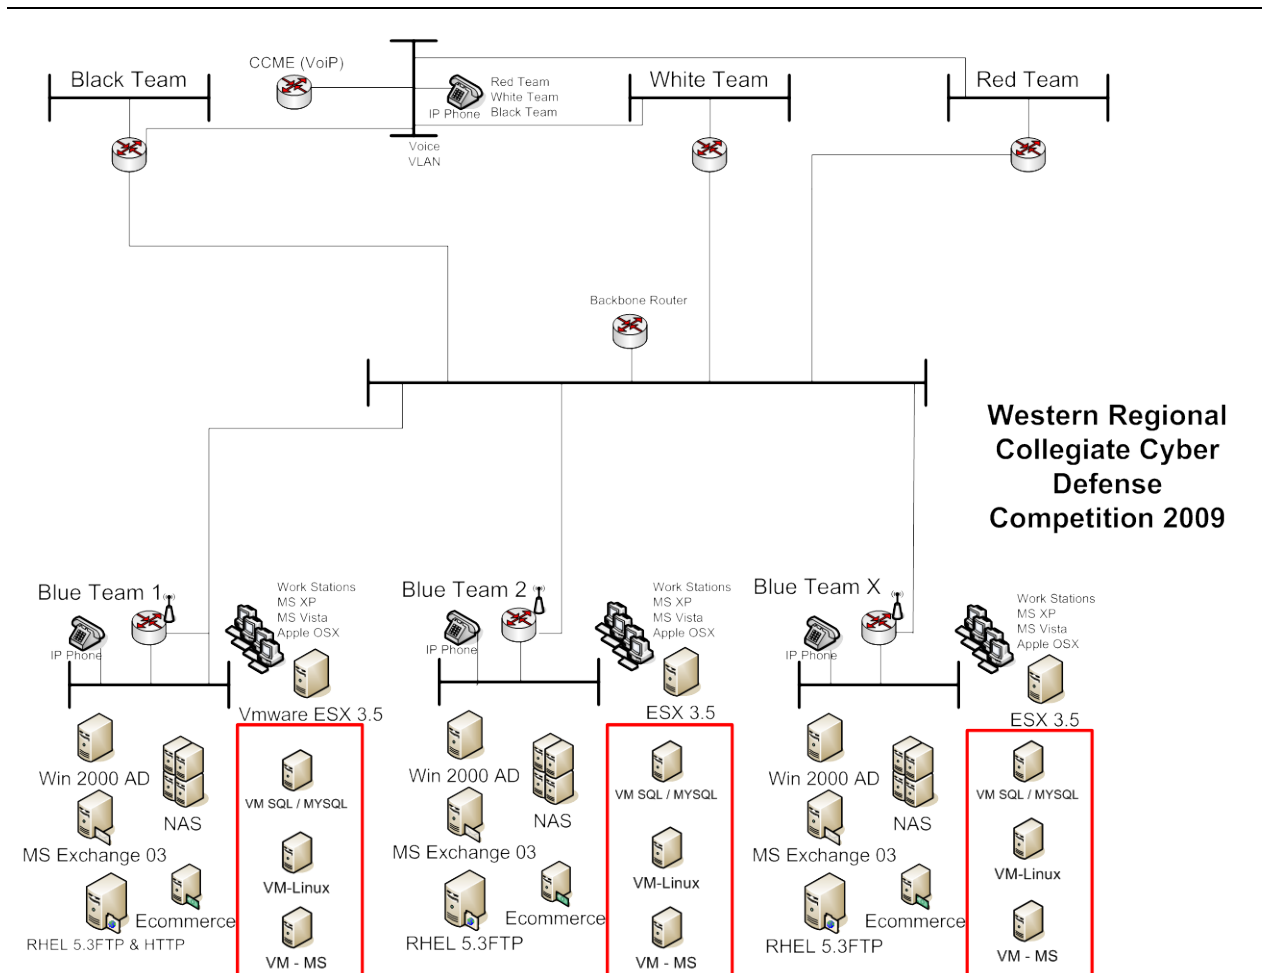 CCME (VoiP)
Black Team
White Team
Red Team
Red Team
White Team
Black Team
IP Phone
Voice
VLAN
Backbone Router
Western Regional
Collegiate Cyber
Defense
Competition 2009
Blue Team 1
IP Phone
Work Stations
MS XP
MS Vista
Apple OSX
Vmware ESX 3.5
Win 2000 AD
NAS
MS Exchange 03
Ecommerce
RHEL 5.3FTP & HTTP
VM SQL / MYSQL
VM-Linux
VM - MS
Blue Team 2
IP Phone
Work Stations
MS XP
MS Vista
Apple OSX
ESX 3.5
Win 2000 AD
NAS
MS Exchange 03
Ecommerce
RHEL 5.3FTP
VM SQL / MYSQL
VM-Linux
VM - MS
Blue Team X
IP Phone
Work Stations
MS XP
MS Vista
Apple OSX
ESX 3.5
Win 2000 AD
NAS
MS Exchange 03
Ecommerce
RHEL 5.3FTP
VM SQL / MYSQL
VM-Linux
VM - MS